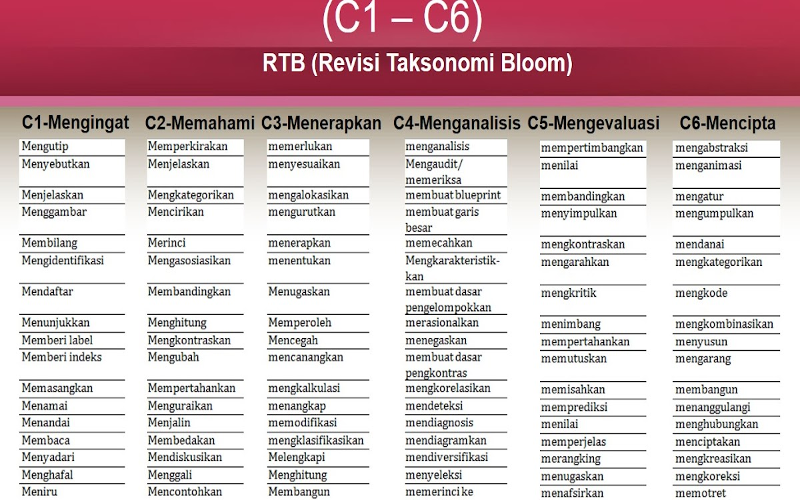 (C1 – C6)
RTB (Revisi Taksonomi Bloom)
C1-Mengingat C2-Memahami C3-Menerapkan C4-Menganalisis C5-Mengevaluasi C6-Mencipta
Mengutip Memperkirakan memerlukan menganalisis mempertimbangkan mengabstraksi
Menyebutkan Menjelaskan menyesuaikan Mengaudit/ menilai menganimasi
memeriksa
Menjelaskan Mengkategorikan mengalokasikan membuat blueprint membandingkan mengatur
Menggambar Mencirikan mengurutkan membuat garis menyimpulkan mengumpulkan
besar
Membilang Merinci menerapkan memecahkan mengkontraskan mendanai
Mengidentifikasi Mengasosiasikan menentukan Mengkarakteristik- mengarahkan mengkategorikan
kan
Mendaftar Membandingkan Menugaskan membuat dasar mengkritik mengkode
pengelompokkan
Menunjukkan Menghitung Memperoleh merasionalkan menimbang mengkombinasikan
Memberi label Mengkontraskan Mencegah menegaskan mempertahankan menyusun
Memberi indeks Mengubah mencanangkan membuat dasar memutuskan mengarang
pengkontras
Memasangkan Mempertahankan mengkalkulasi mengkorelasikan memisahkan membangun
Menamai Menguraikan menangkap mendeteksi memprediksi menanggulangi
Menandai Menjalin memodifikasi mendiagnosis menilai menghubungkan
Membaca Membedakan mengklasifikasikan mendiagramkan memperjelas menciptakan
Menyadari Mendiskusikan Melengkapi mendiversifikasi merangking mengkreasikan
Menghafal Menggali Menghitung menyeleksi menugaskan mengkoreksi
Meniru Mencontohkan Membangun memerinci ke menafsirkan memotret